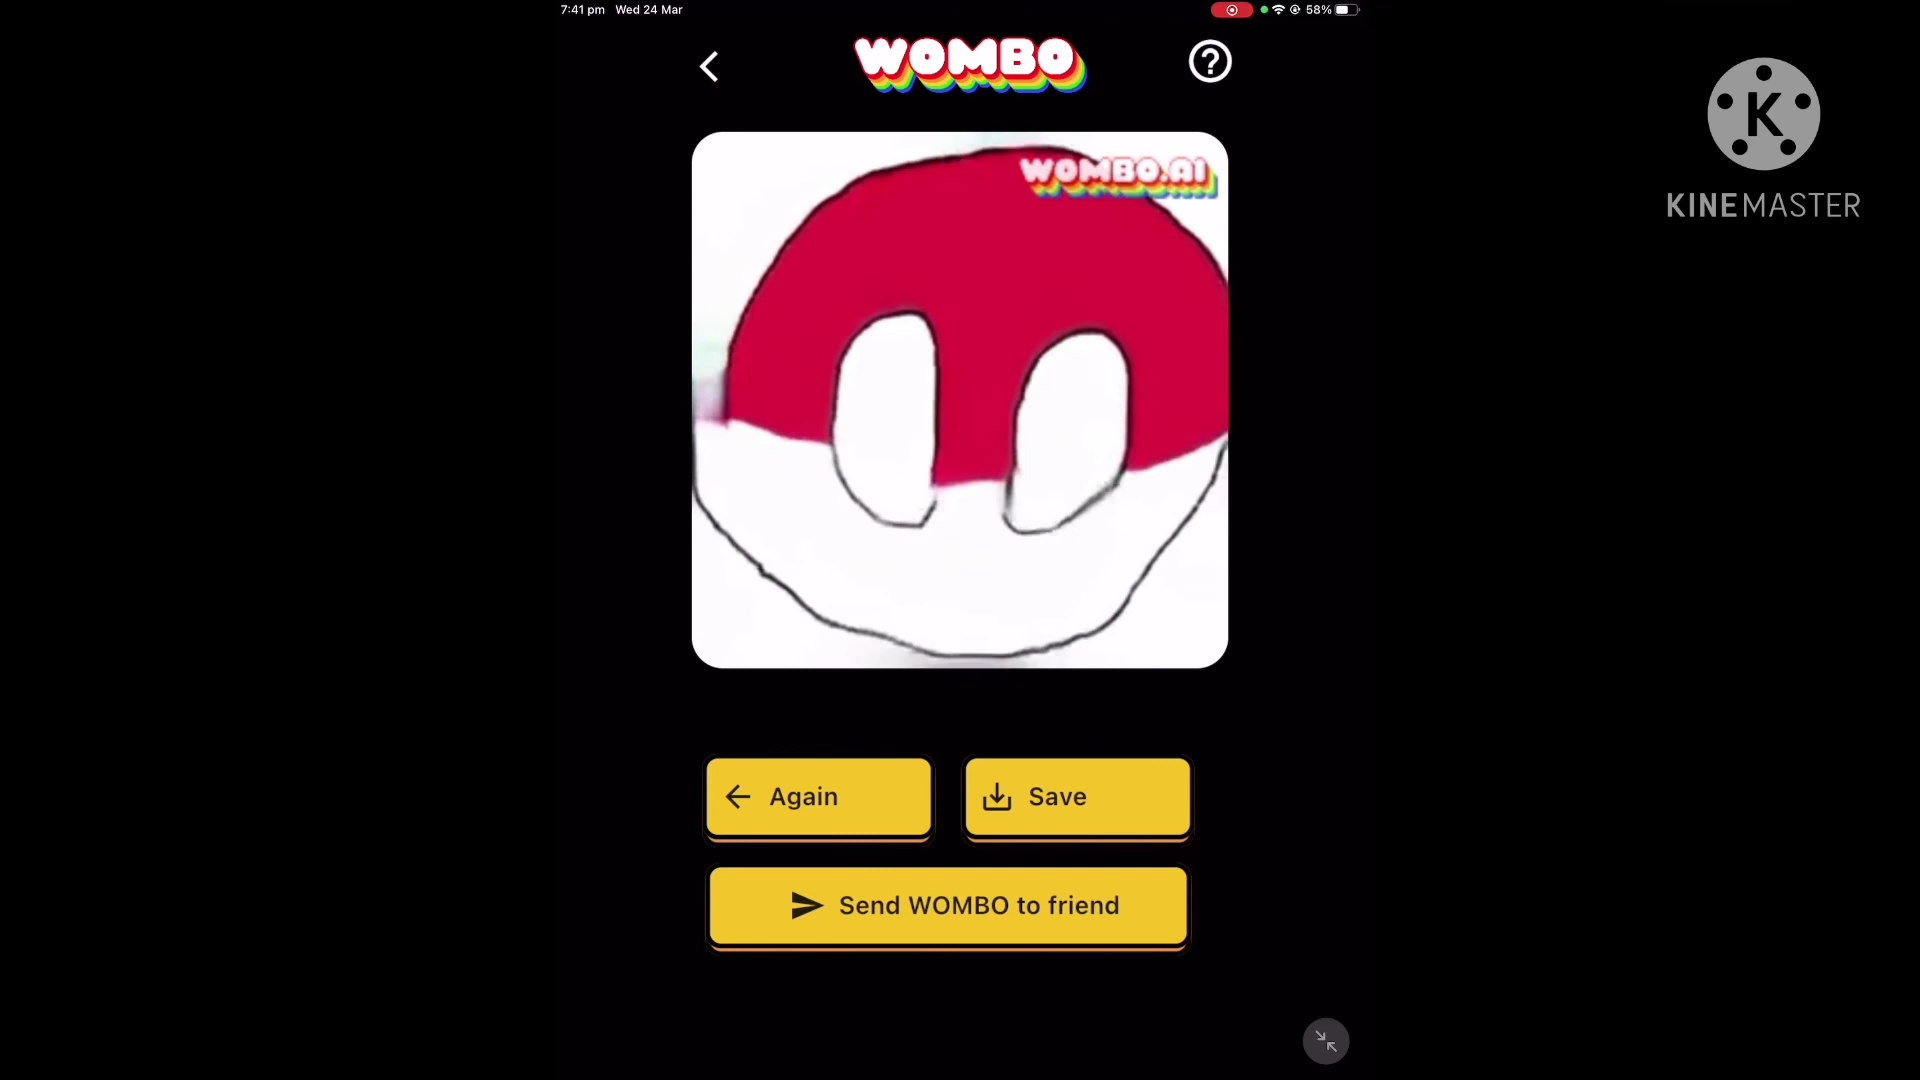 7:41 pm Wed 24 Mar
58%
WOMBO
WOMBO.AI
K
KINEMASTER
Again
Save
Send WOMBO to friend